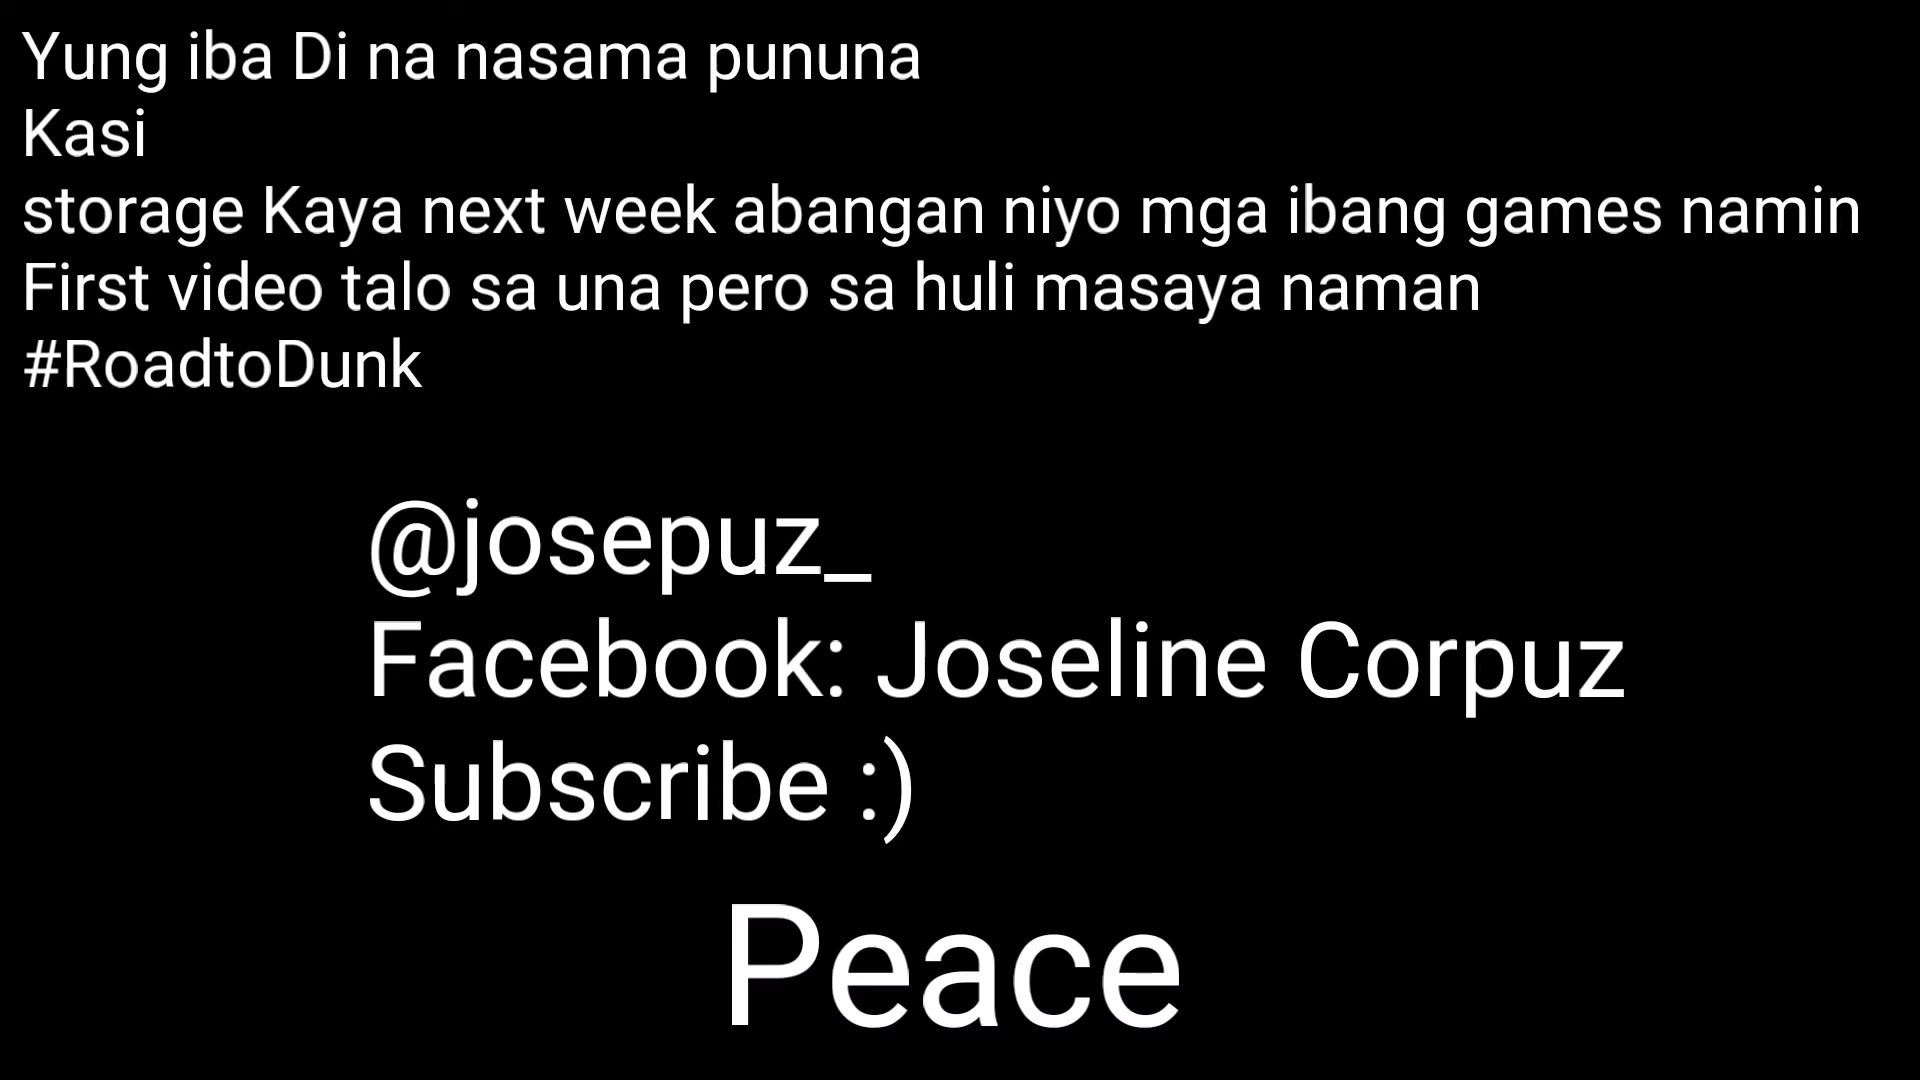 Yung iba Di na nasama pununa
Kasi
storage Kaya next week abangan niyo mga ibang games namin
First video talo sa una pero sa huli masaya naman
#RoadtoDunk
@josepuz_
Facebook: Joseline Corpuz
Subscribe :)
Peace